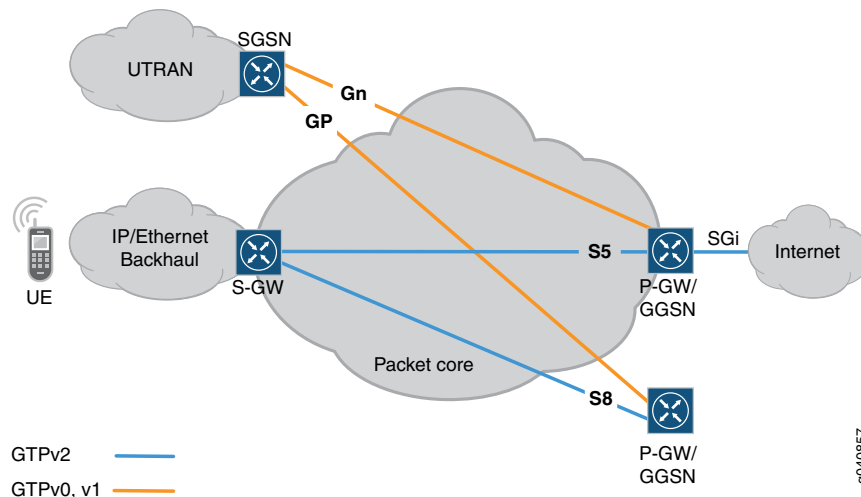 SGSN
UTRAN
Gn
GP
IP/Ethernet
Backhaul
UE
S-GW
S5
SGi
Internet
P-GW/
GGSN
Packet core
S8
P-GW/
GGSN
GTPv2
GTPv0, v1
g040857